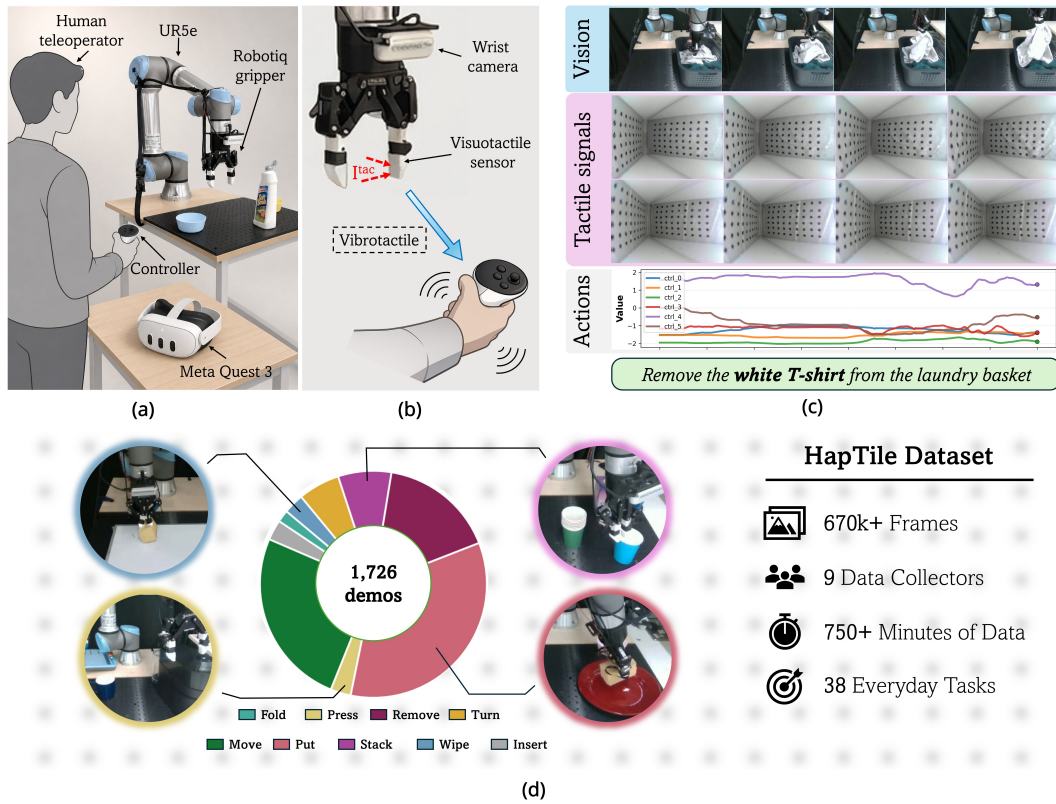 Human
teleoperator
UR5e
Robotiq
gripper
Controller
Meta Quest 3
(a)
Wrist
camera
Visuotactile
sensor
Itac
Vibrotactile
(b)
Vision
Tactile signals
Actions
Value
2
1
0
−1
−2
ctrl_0
ctrl_1
ctrl_2
ctrl_3
ctrl_4
ctrl_5
Remove the white T-shirt from the laundry basket
(c)
1,726
demos
Fold
Press
Remove
Turn
Move
Put
Stack
Wipe
Insert
HapTile Dataset
670k+ Frames
9 Data Collectors
750+ Minutes of Data
38 Everyday Tasks
(d)